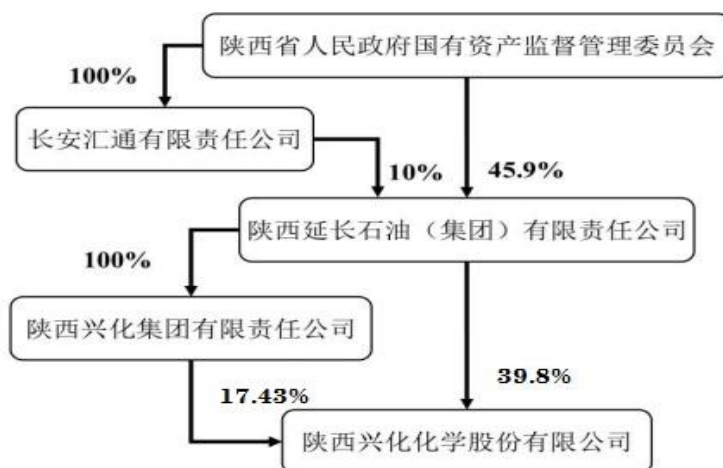 陕西省人民政府国有资产监督管理委员会
100%
长安汇通有限责任公司
10%
45.9%
陕西延长石油（集团）有限责任公司
100%
陕西兴化集团有限责任公司
39.8%
17.43%
陕西兴化化学股份有限公司